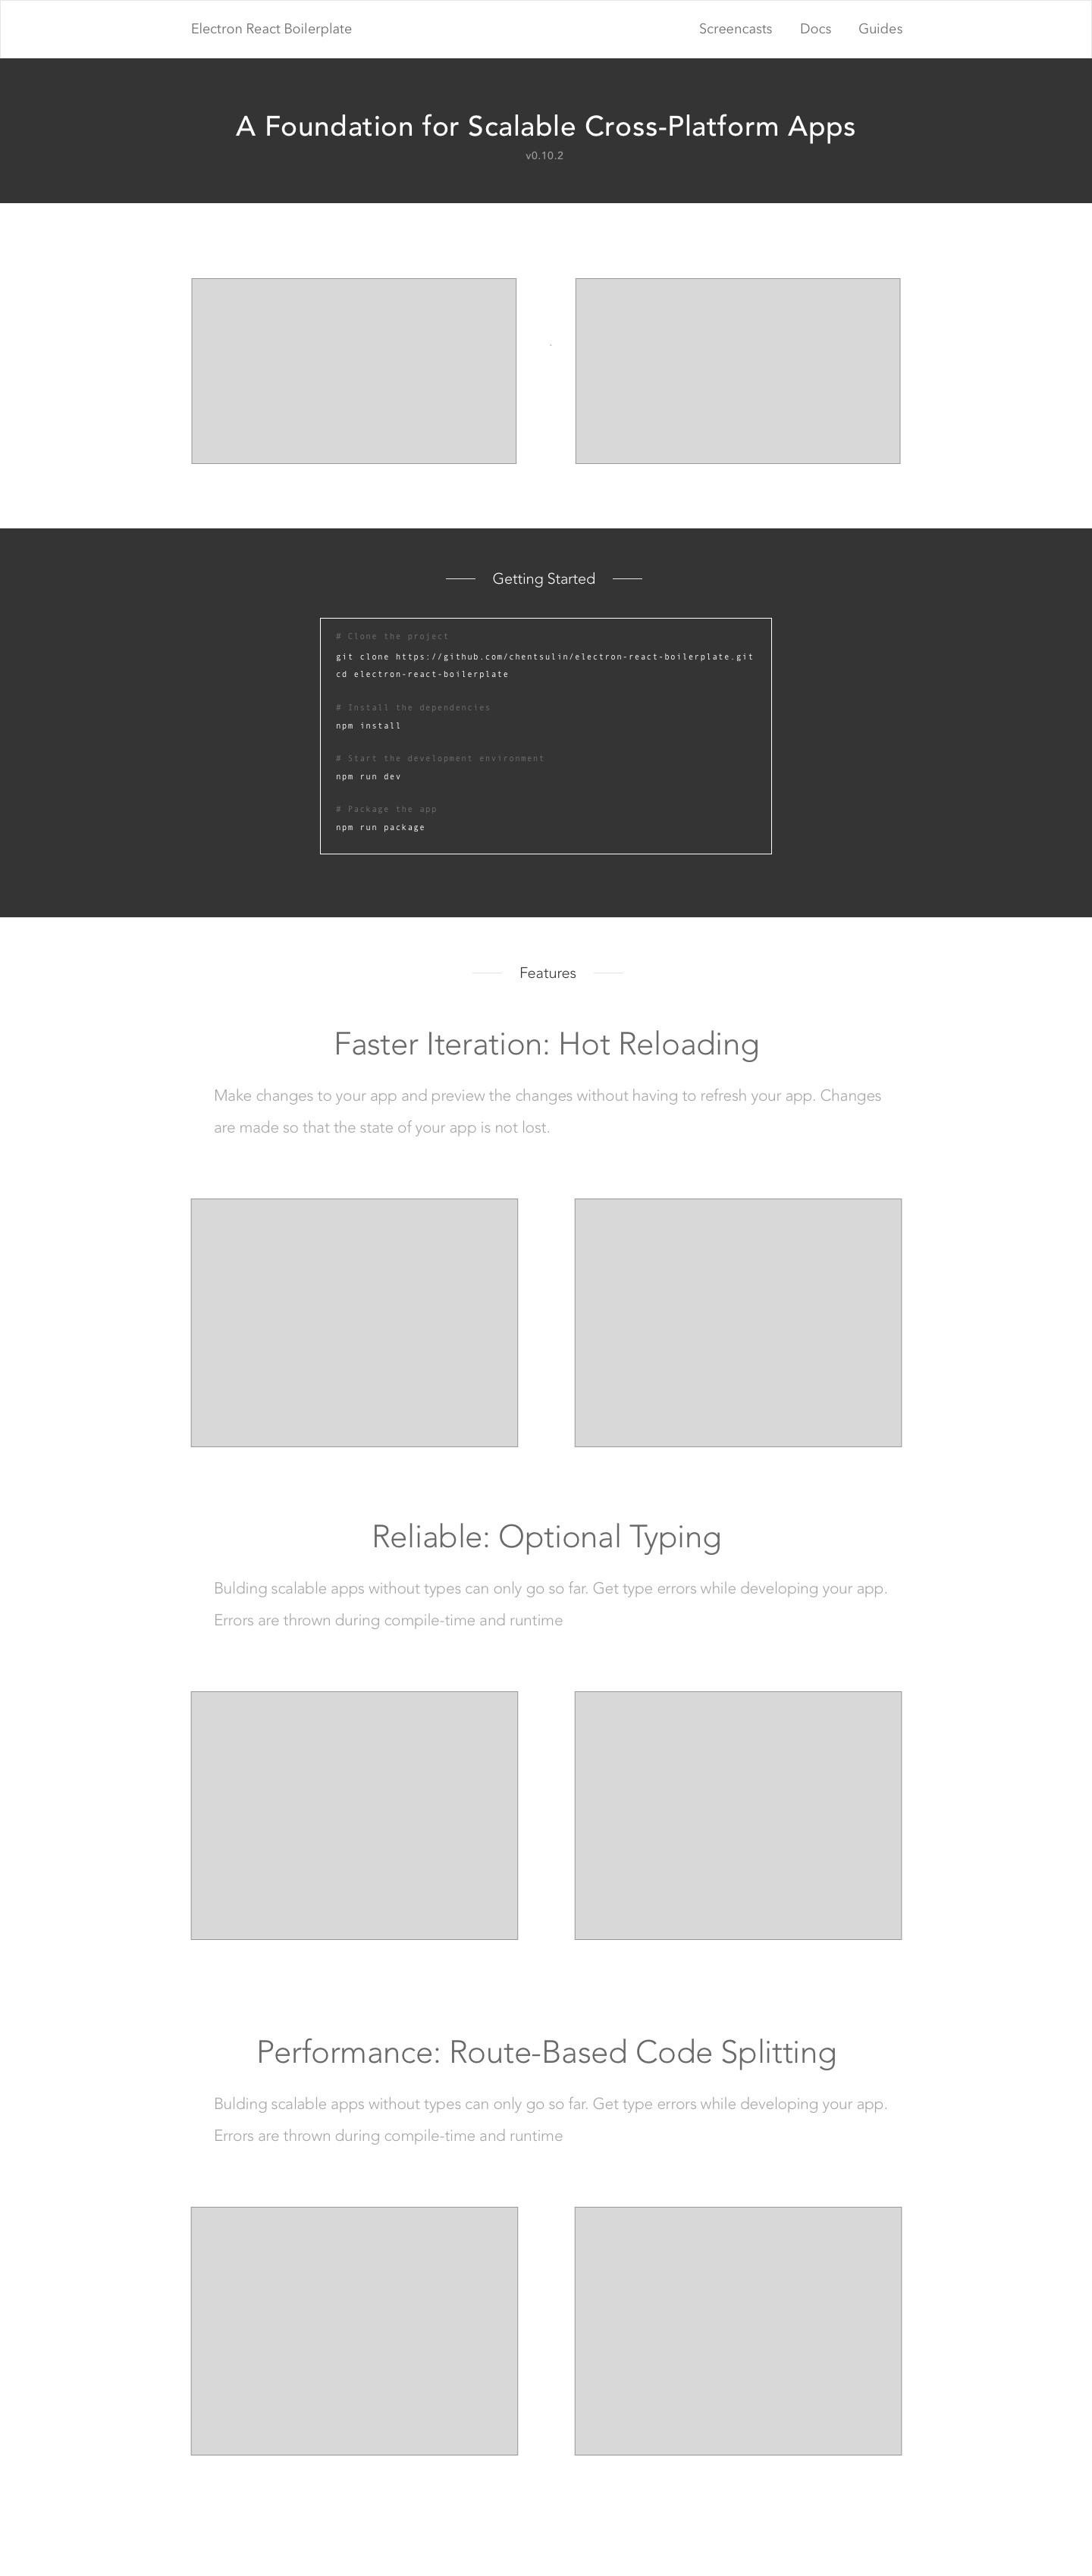 Electron React Boilerplate
Screencasts Docs Guides
A Foundation for Scalable Cross-Platform Apps
v0.10.2
Getting Started
# Clone the project
git clone https://github.com/chentsulin/electron-react-boilerplate.git
cd electron-react-boilerplate
# Install the dependencies
npm install
# Start the development environment
npm run dev
# Package the app
npm run package
Features
Faster Iteration: Hot Reloading
Make changes to your app and preview the changes without having to refresh your app. Changes
are made so that the state of your app is not lost.
Reliable: Optional Typing
Bulding scalable apps without types can only go so far. Get type errors while developing your app.
Errors are thrown during compile-time and runtime
Performance: Route-Based Code Splitting
Bulding scalable apps without types can only go so far. Get type errors while developing your app.
Errors are thrown during compile-time and runtime